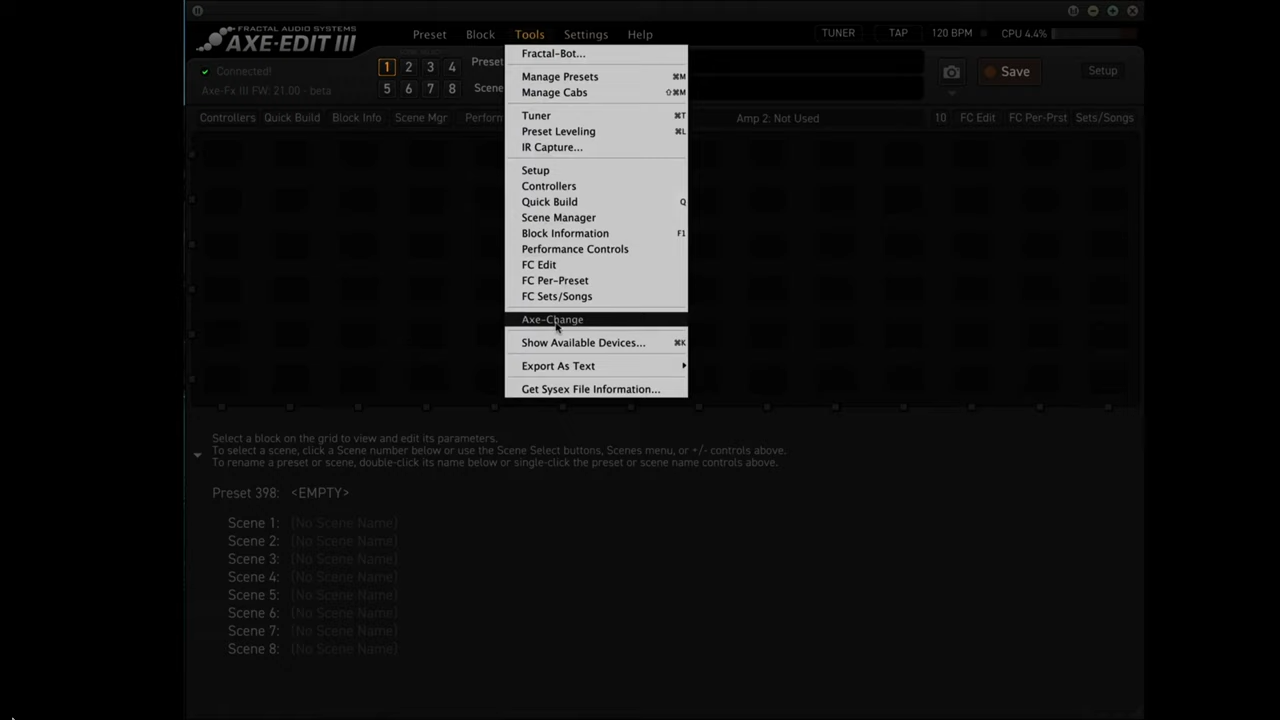 FRACTAL AUDIO SYSTEMS
AXE-EDIT III
Preset Block Tools Settings Help
TUNER TAP 120 BPM CPU 4.4%
Connected!
Axe-Fx III FW: 21.00 - beta
1 2 3 4
5 6 7 8
Preset
Scene
Save
Setup
Controllers Quick Build Block Info Scene Mgr Perform
Amp 2: Not Used
10 FC Edit FC Per-Prst Sets/Songs
Fractal-Bot...
Manage Presets ⌘M
Manage Cabs ⇧⌘M
Tuner ⌘T
Preset Leveling ⌘L
IR Capture...
Setup
Controllers
Quick Build Q
Scene Manager
Block Information F1
Performance Controls
FC Edit
FC Per-Preset
FC Sets/Songs
Axe-Change
Show Available Devices... ⌘K
Export As Text
Get Sysex File Information...
Select a block on the grid to view and edit its parameters.
To select a scene, click a Scene number below or use the Scene Select buttons, Scenes menu, or +/- controls above.
To rename a preset or scene, double-click its name below or single-click the preset or scene name controls above.
Preset 398: <EMPTY>
Scene 1: (No Scene Name)
Scene 2: (No Scene Name)
Scene 3: (No Scene Name)
Scene 4: (No Scene Name)
Scene 5: (No Scene Name)
Scene 6: (No Scene Name)
Scene 7: (No Scene Name)
Scene 8: (No Scene Name)